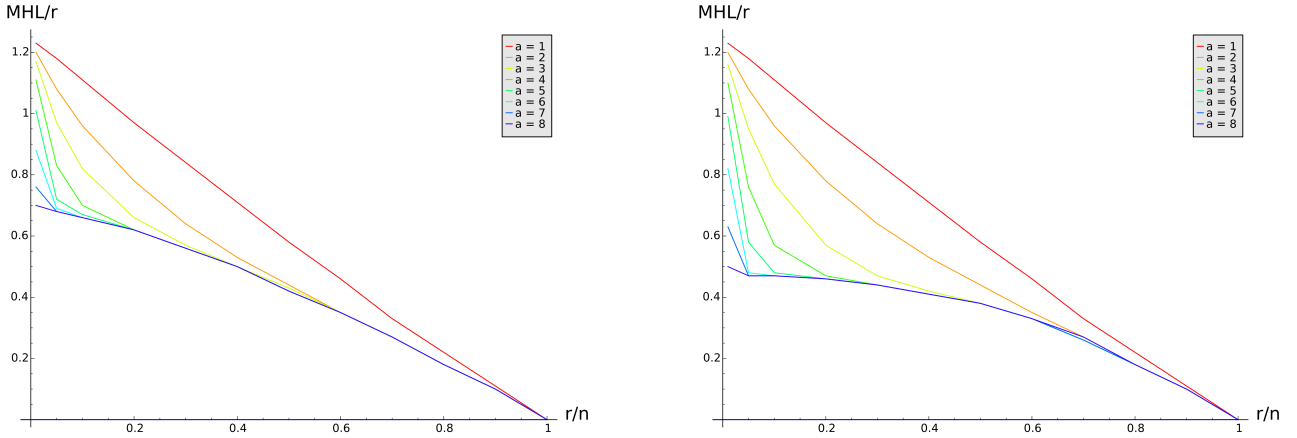 MHL/r
1.2
1
0.8
0.6
0.4
0.2
0.2
0.4
0.6
0.8
1
r/n
a = 1
a = 2
a = 3
a = 4
a = 5
a = 6
a = 7
a = 8
MHL/r
1.2
1
0.8
0.6
0.4
0.2
0.2
0.4
0.6
0.8
1
r/n
a = 1
a = 2
a = 3
a = 4
a = 5
a = 6
a = 7
a = 8